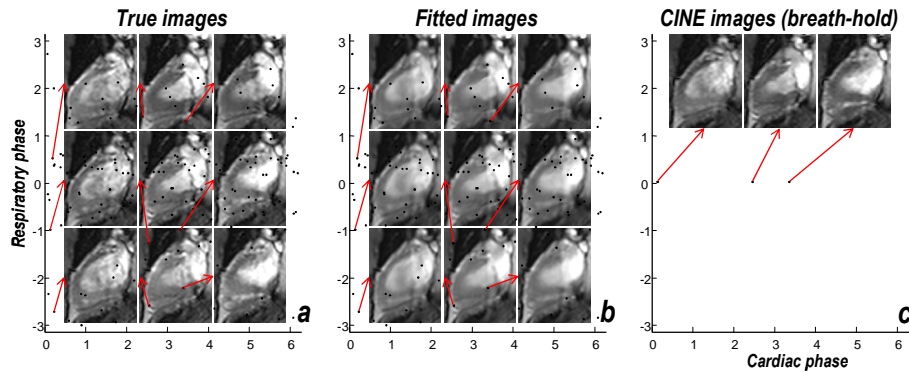 True images
Fitted images
CINE images (breath-hold)
Respiratory phase
3
2
1
0
-1
-2
-3
0 1 2 3 4 5 6
a
3
2
1
0
-1
-2
-3
0 1 2 3 4 5 6
b
3
2
1
0
-1
-2
-3
0 1 2 3 4 5 6
c
Cardiac phase